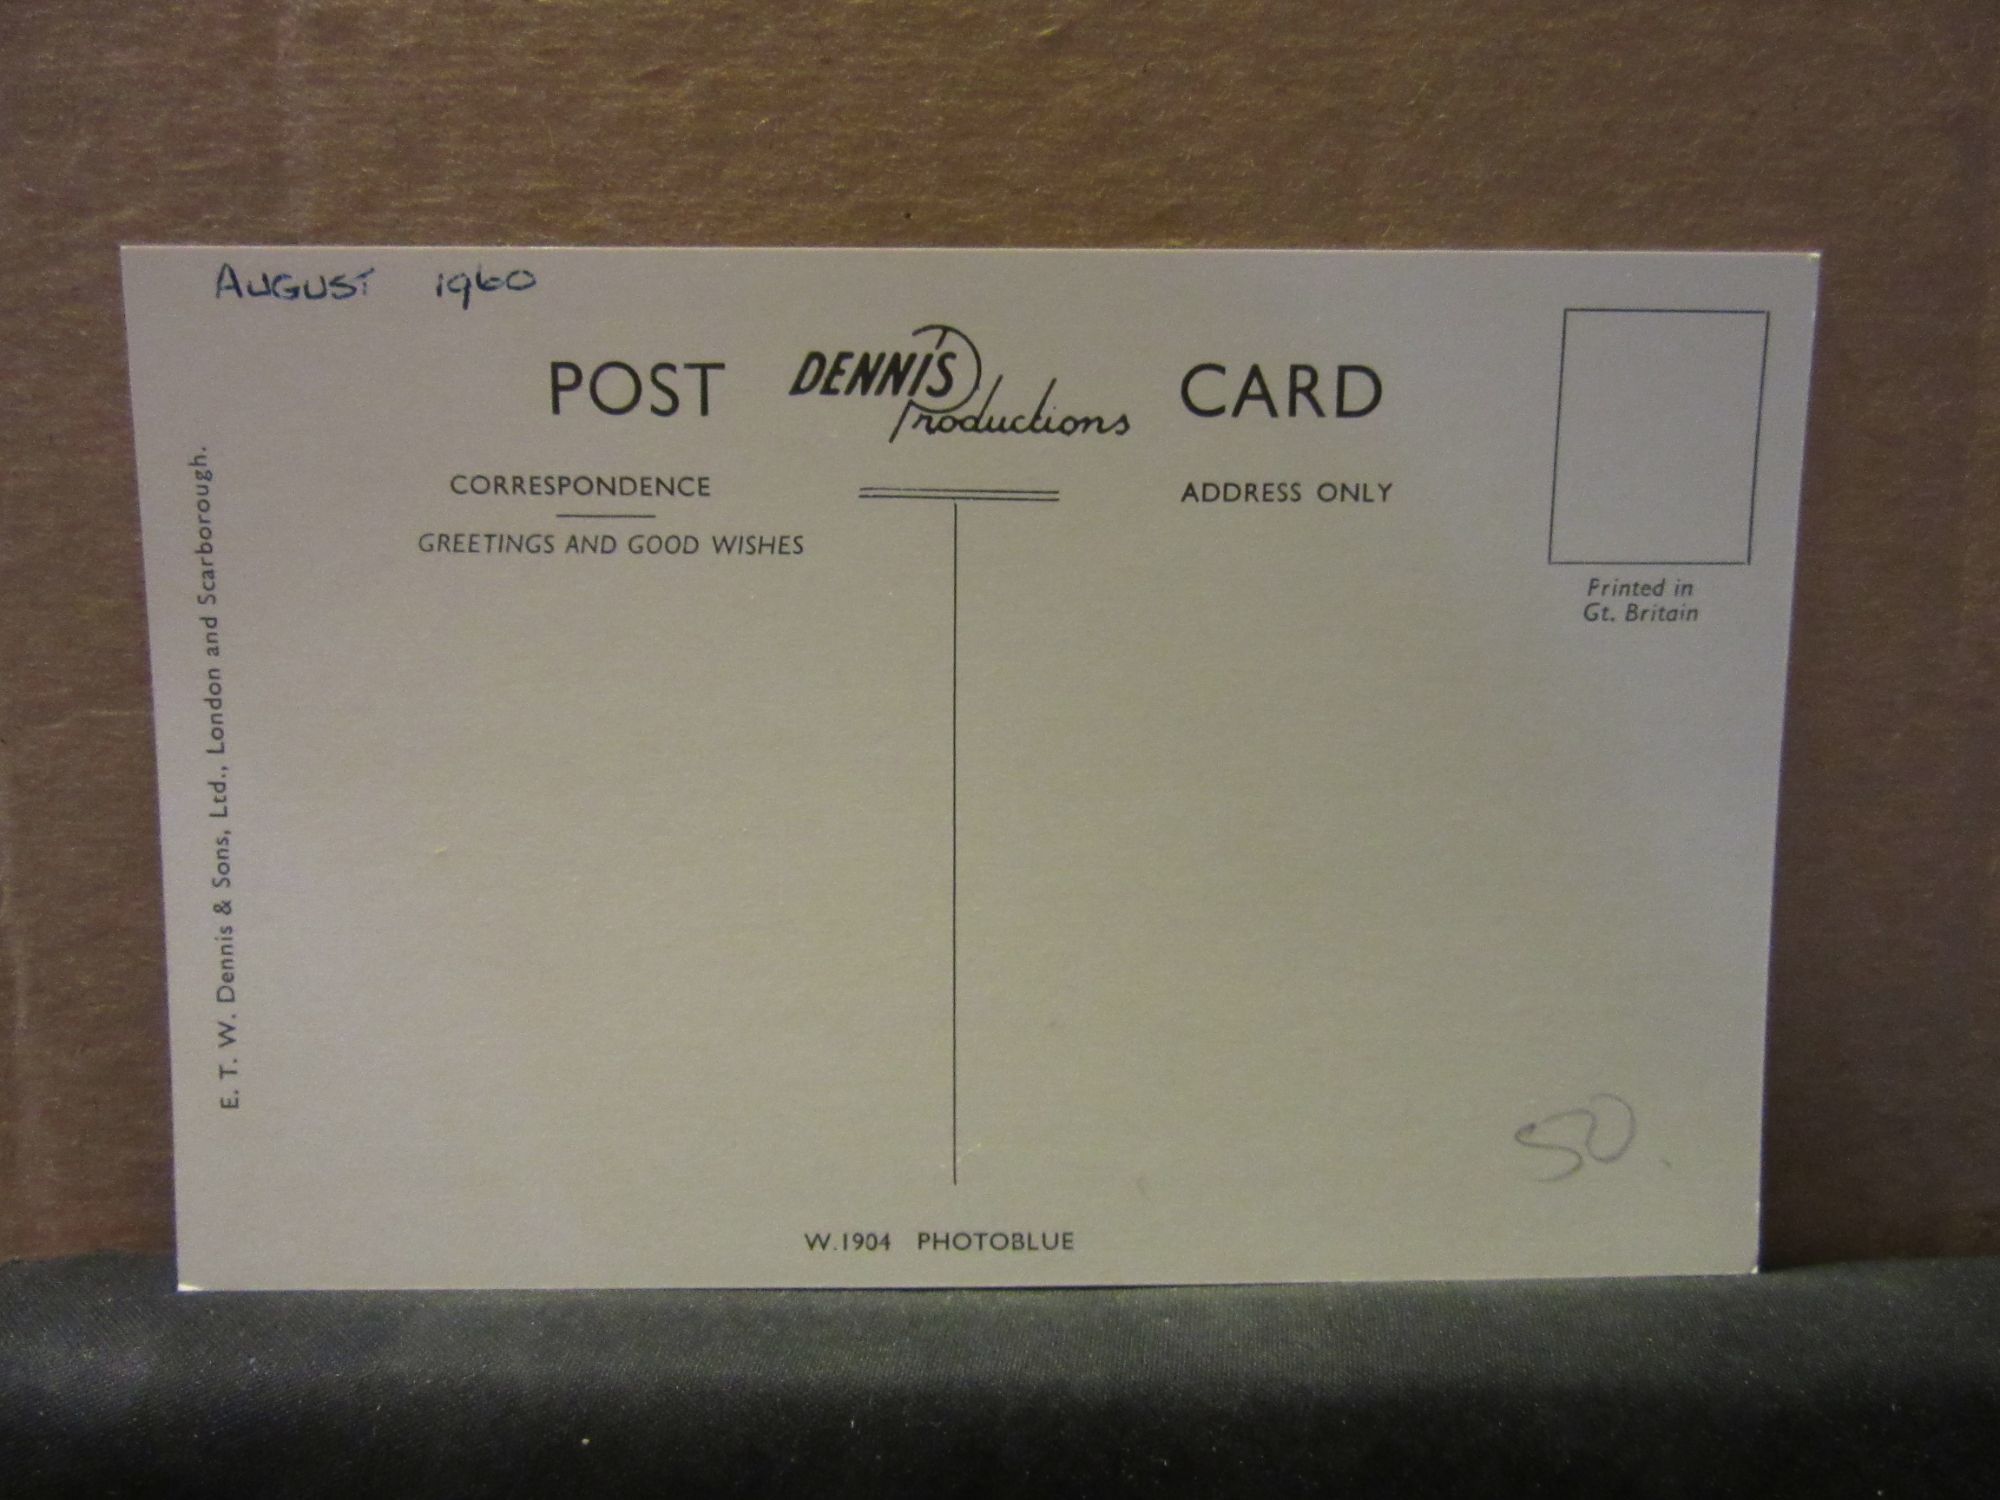 AUGUST 1960
POST DENNIS Productions CARD
CORRESPONDENCE
ADDRESS ONLY
GREETINGS AND GOOD WISHES
Printed in
Gt. Britain
E. T. W. Dennis & Sons, Ltd., London and Scarborough.
50
W.1904 PHOTOBLUE